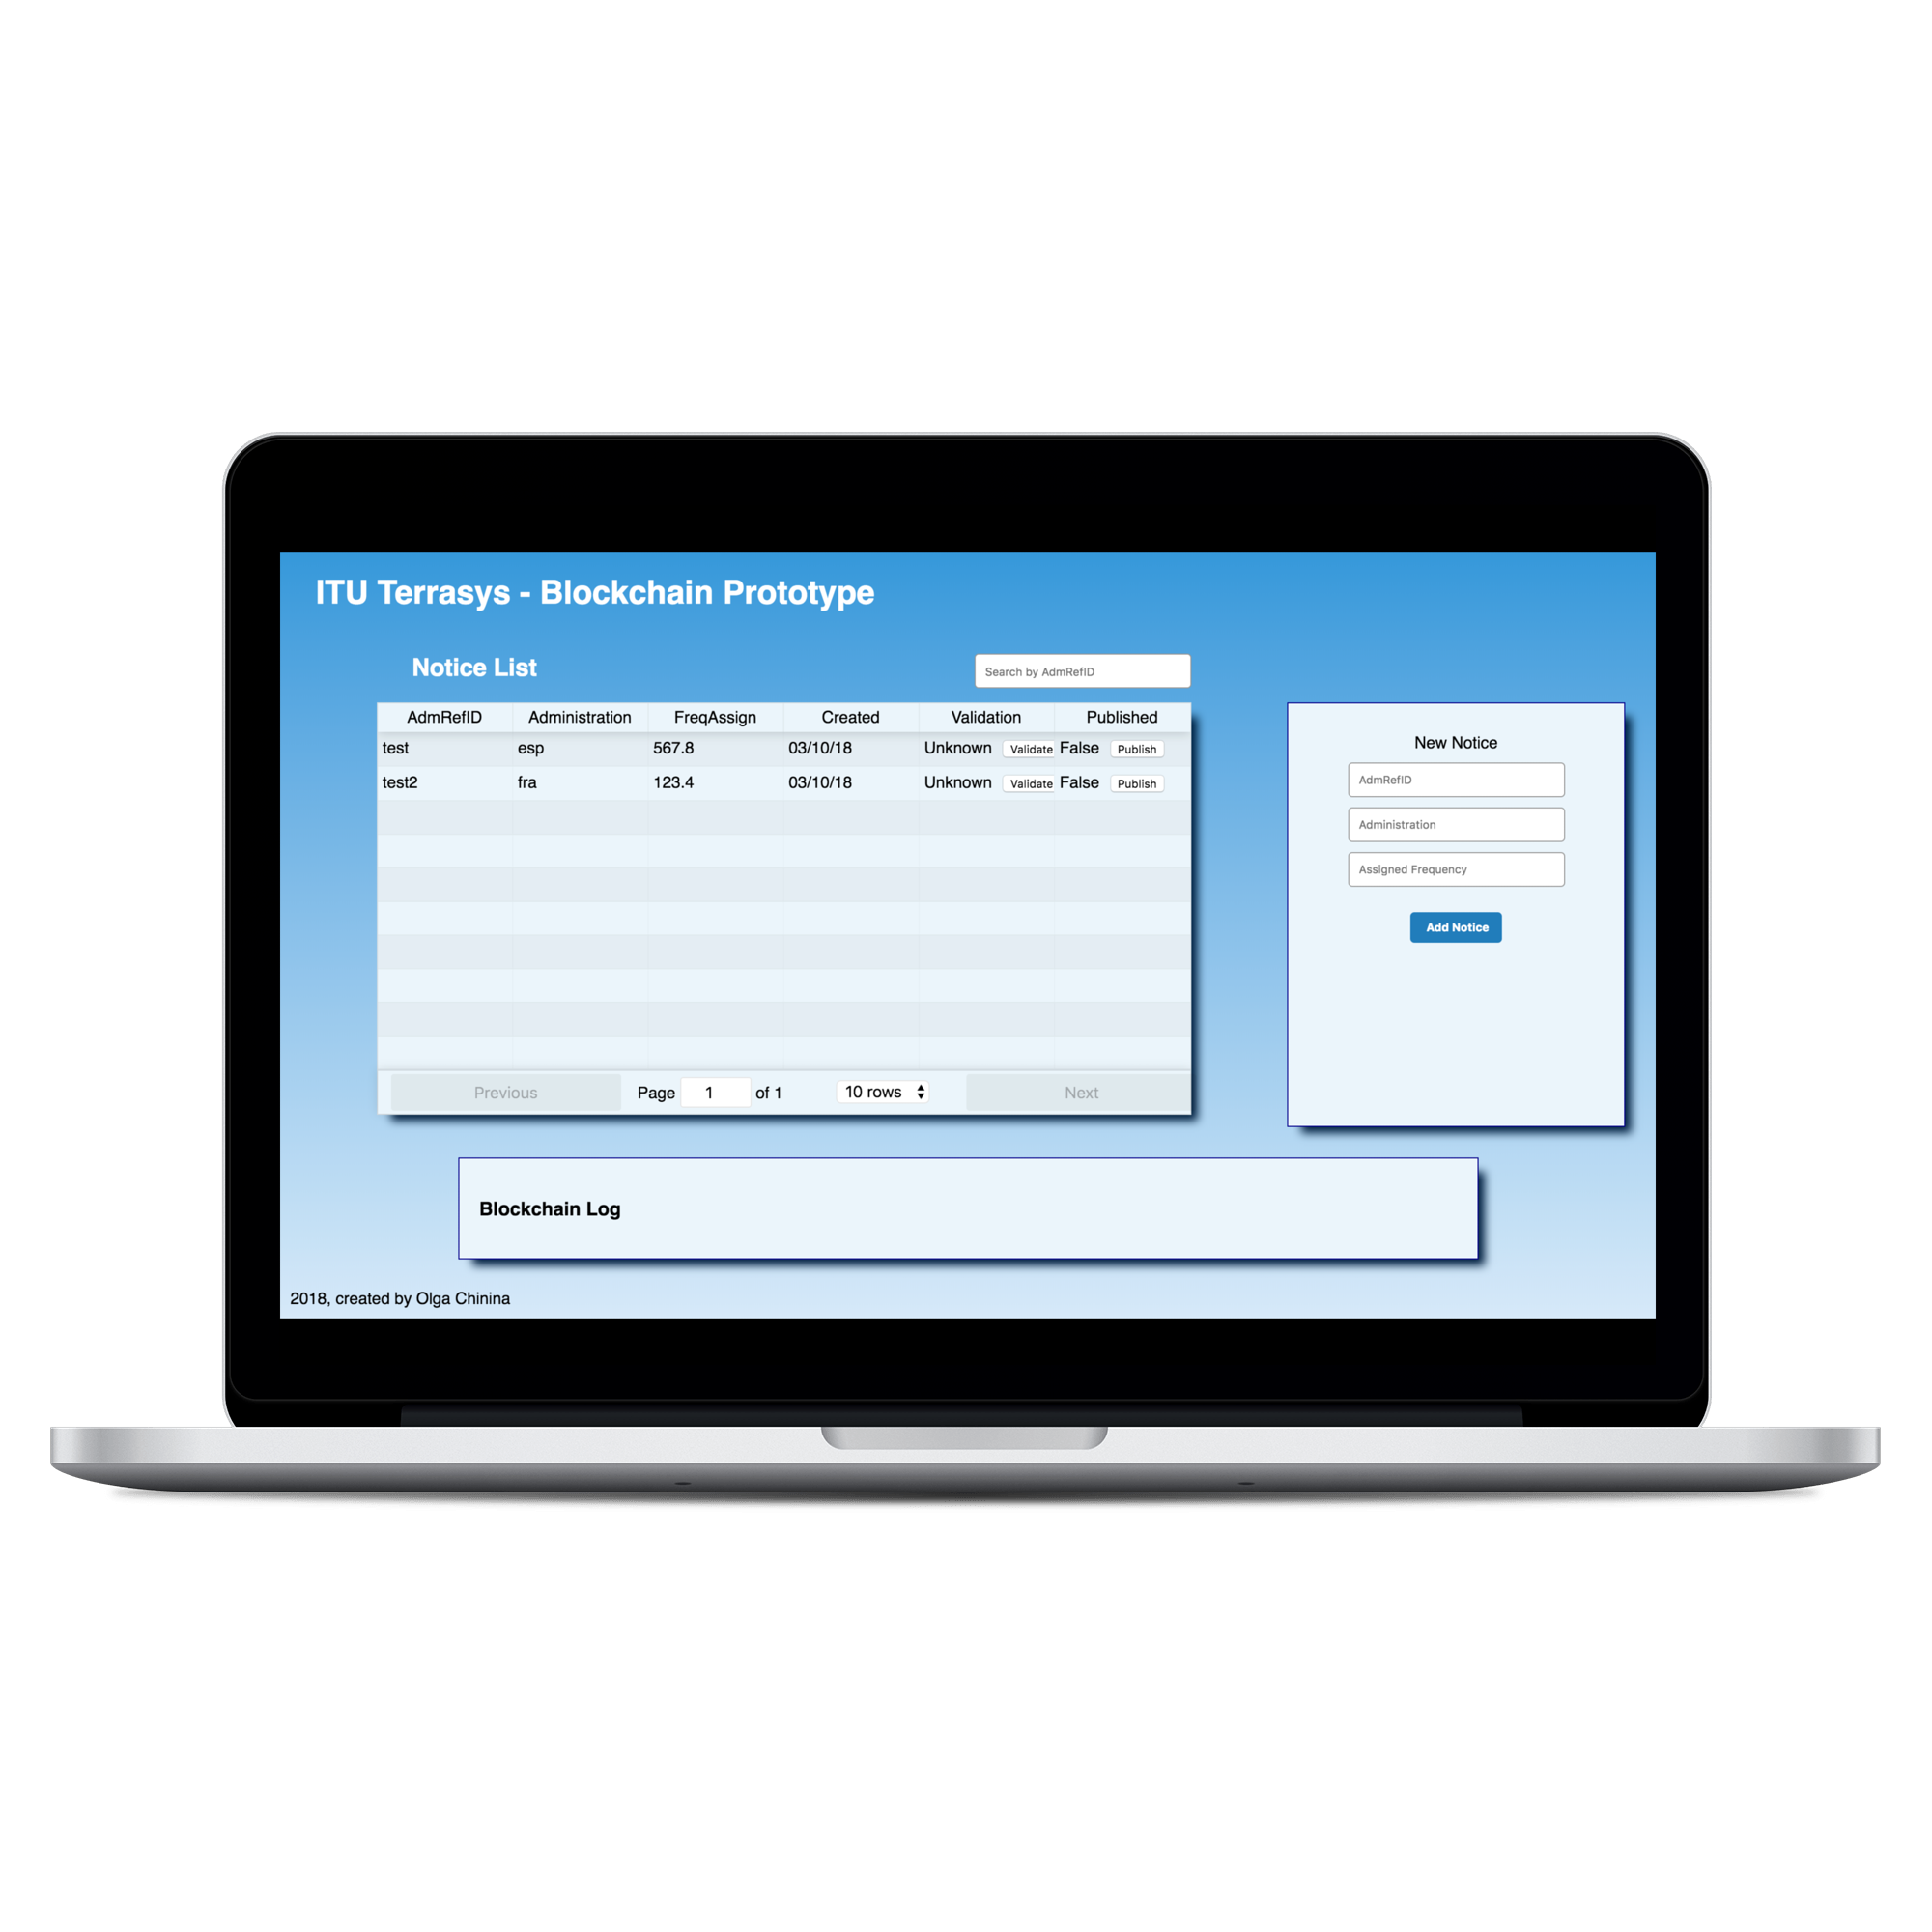 ITU Terrasys - Blockchain Prototype
Notice List
Search by AdmRefID
AdmRefID Administration FreqAssign Created Validation Published
test esp 567.8 03/10/18 Unknown Validate False Publish
test2 fra 123.4 03/10/18 Unknown Validate False Publish
Previous Page 1 of 1 10 rows Next
New Notice
AdmRefID
Administration
Assigned Frequency
Add Notice
Blockchain Log
2018, created by Olga Chinina